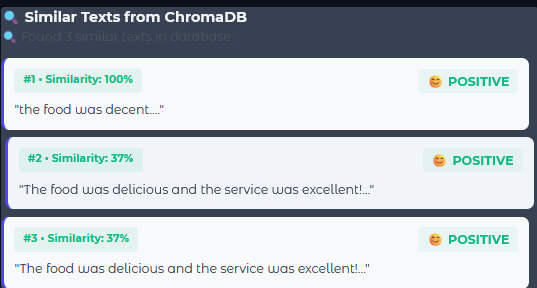 Similar Texts from ChromaDB
Found 3 similar texts in database
#1 • Similarity: 100%
POSITIVE
"the food was decent...."
#2 • Similarity: 37%
POSITIVE
"The food was delicious and the service was excellent!..."
#3 • Similarity: 37%
POSITIVE
"The food was delicious and the service was excellent!..."